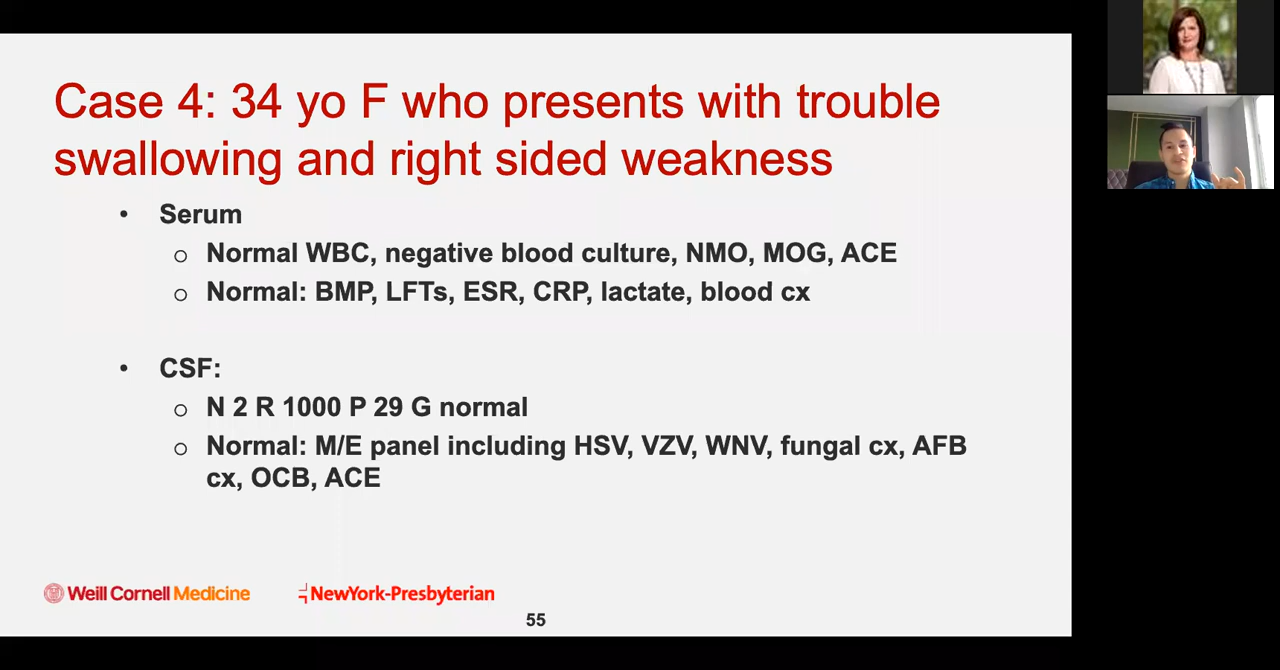 Case 4: 34 yo F who presents with trouble
swallowing and right sided weakness
• Serum
o Normal WBC, negative blood culture, NMO, MOG, ACE
o Normal: BMP, LFTs, ESR, CRP, lactate, blood cx
• CSF:
o N 2 R 1000 P 29 G normal
o Normal: M/E panel including HSV, VZV, WNV, fungal cx, AFB
cx, OCB, ACE
Weill Cornell Medicine
NewYork-Presbyterian
55